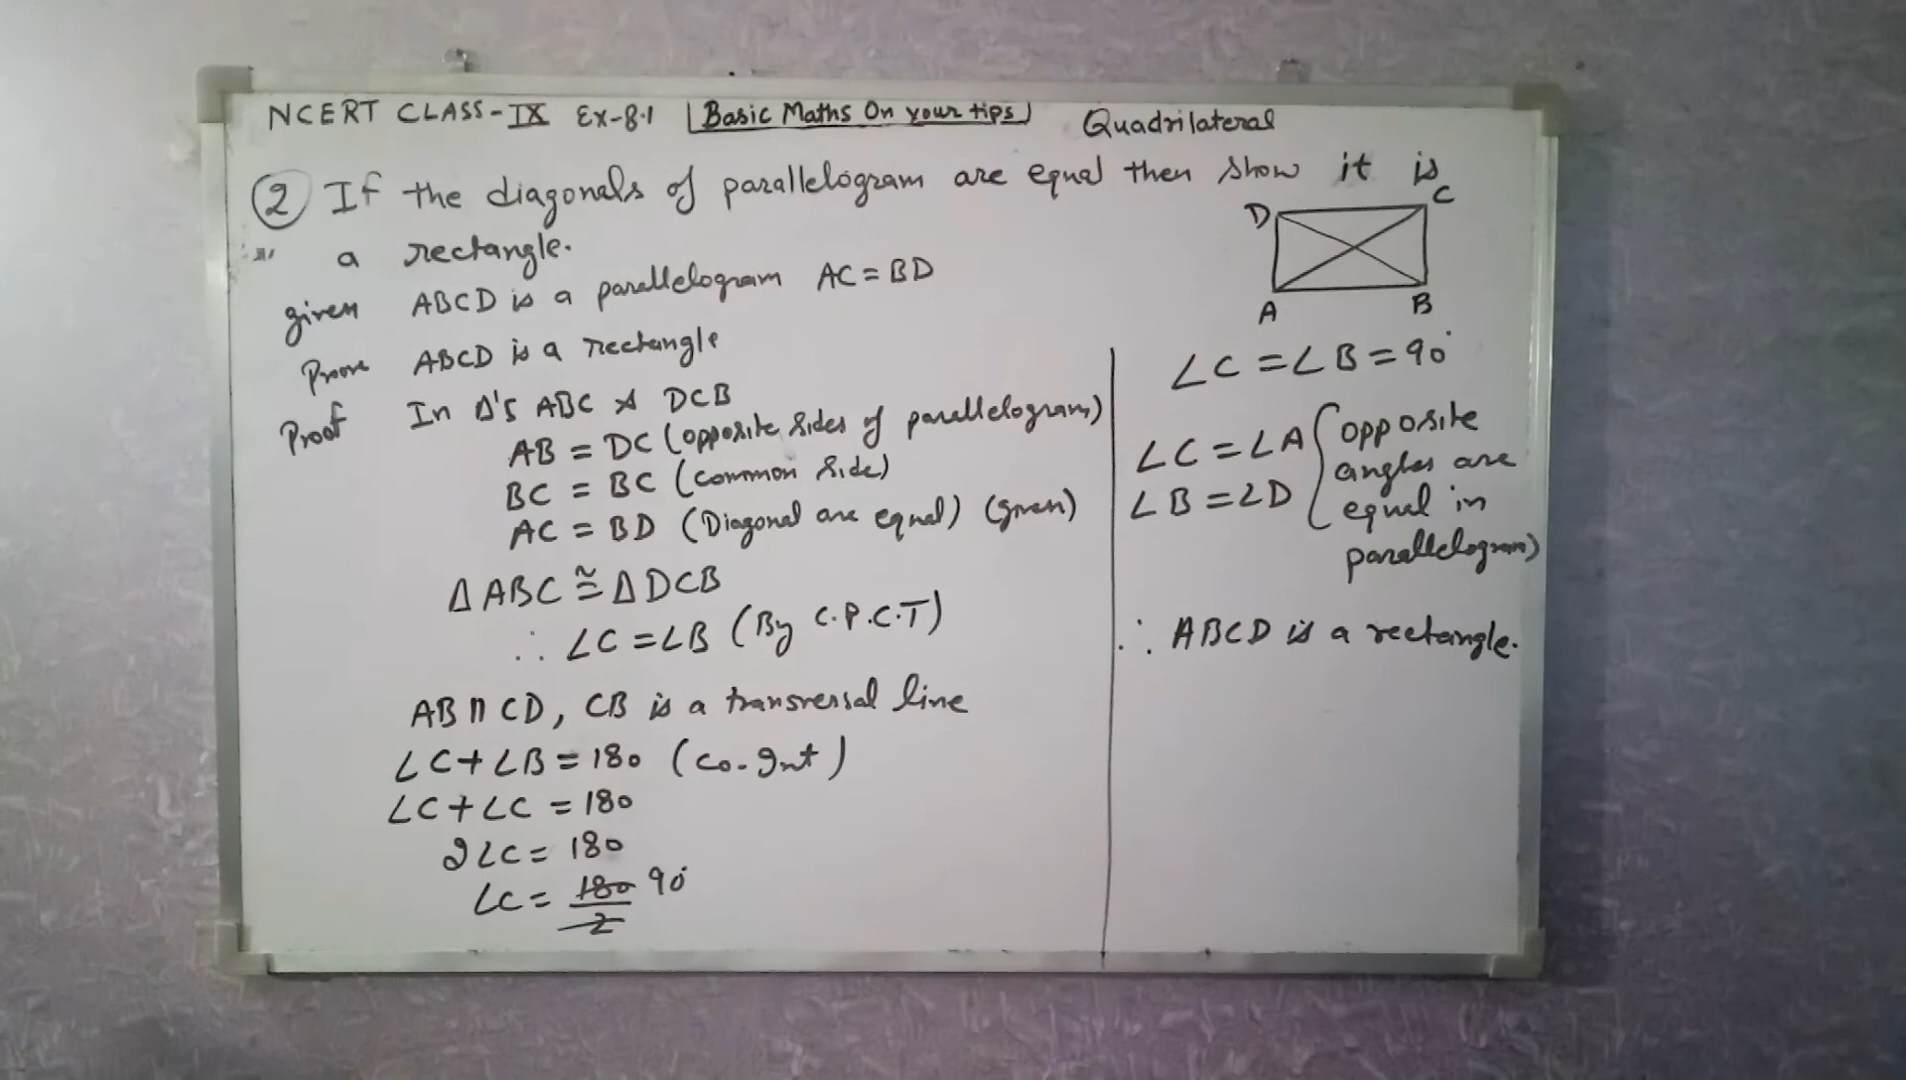 NCERT CLASS-IX Ex-8.1 Basic Maths On your tips Quadrilateral
2 If the diagonals of parallelogram are equal then show it is
a rectangle.
given ABCD is a parallelogram AC = BD
Prove ABCD is a rectangle
Proof In Δ's ABC & DCB
AB = DC (opposite sides of parallelogram)
BC = BC (common side)
AC = BD (Diagonal are equal) (given)
Δ ABC ≅ Δ DCB
∴ ∠C = ∠B (By C.P.C.T)
AB || CD, CB is a transversal line
∠C + ∠B = 180 (co-Int)
∠C + ∠C = 180
2∠C = 180
∠C = 180/2 90°
D C
A B
∠C = ∠B = 90°
∠C = ∠A (opposite
angles are
∠B = ∠D equal in
parallelogram)
∴ ABCD is a rectangle.